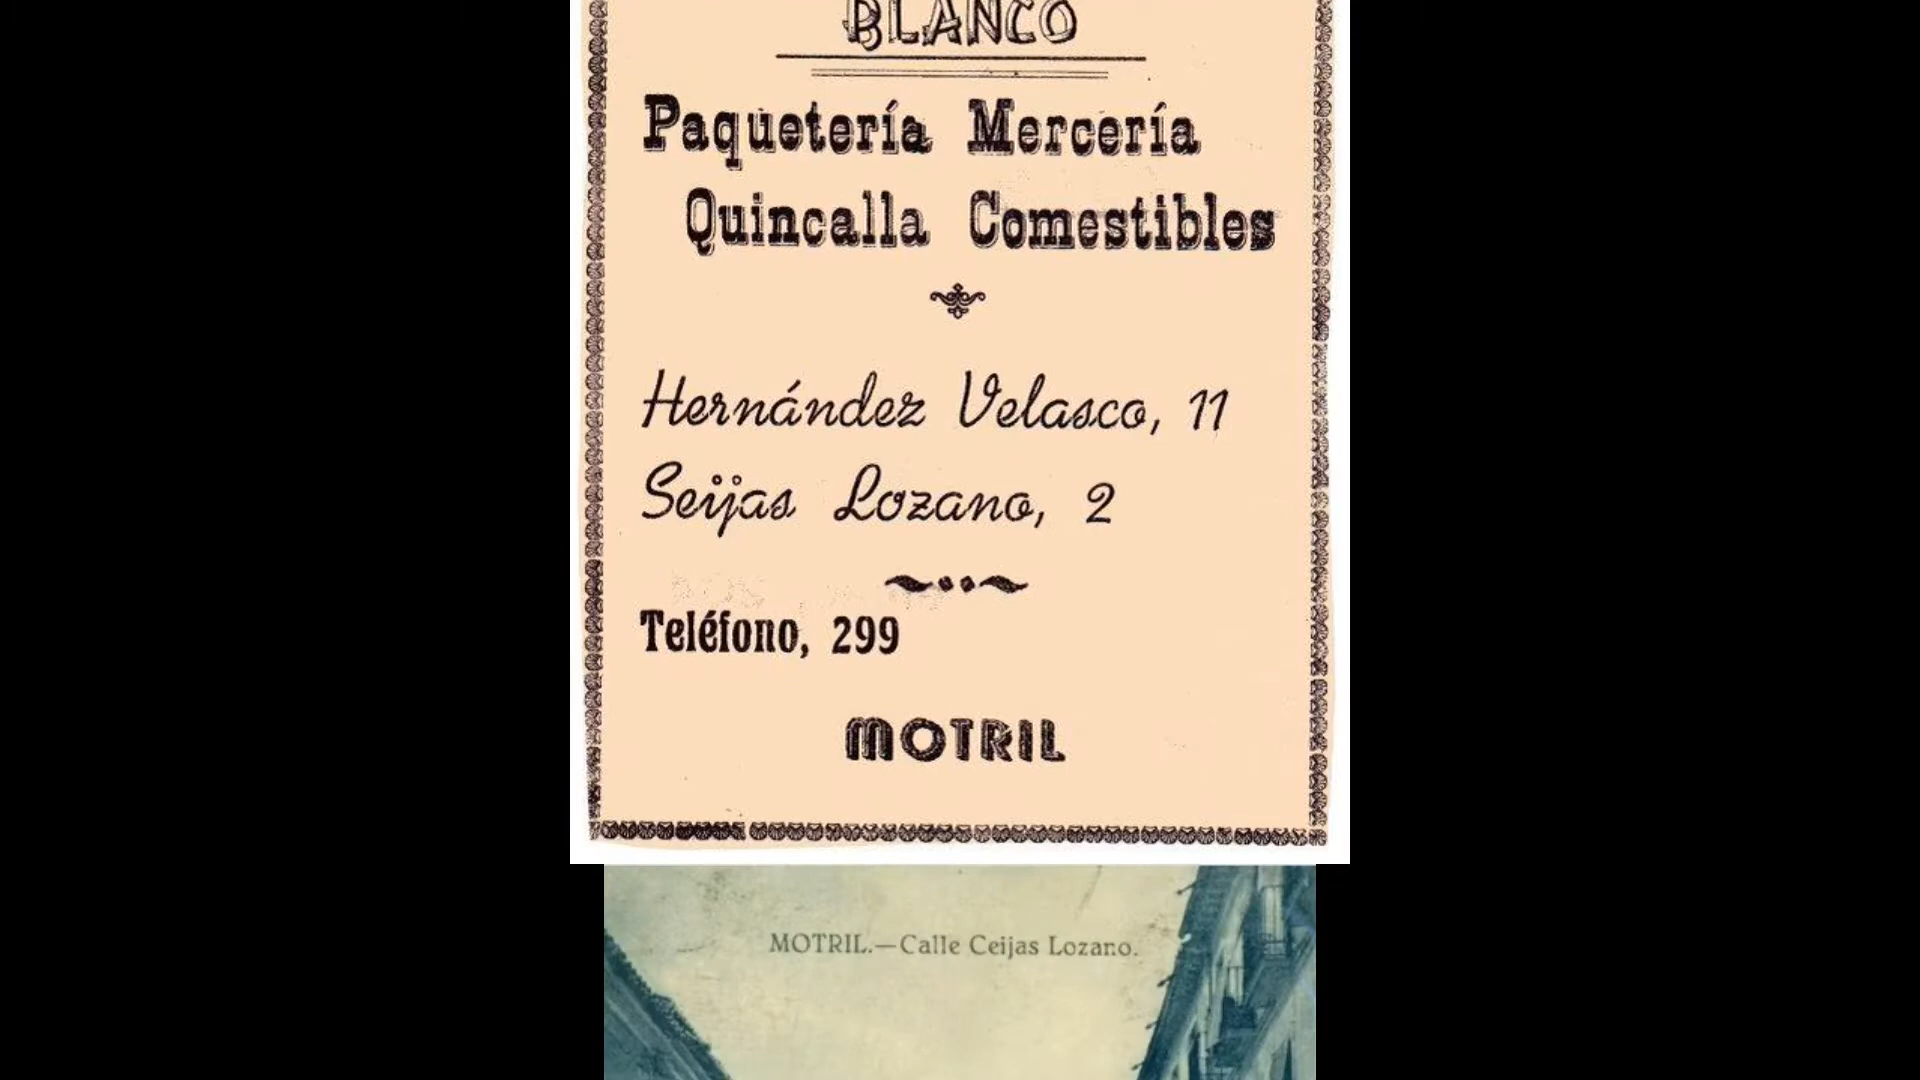 BLANCO
Paquetería Mercería
Quincalla Comestibles
Hernández Velasco, 11
Seijas Lozano, 2
Teléfono, 299
MOTRIL
MOTRIL.—Calle Ceijas Lozano.